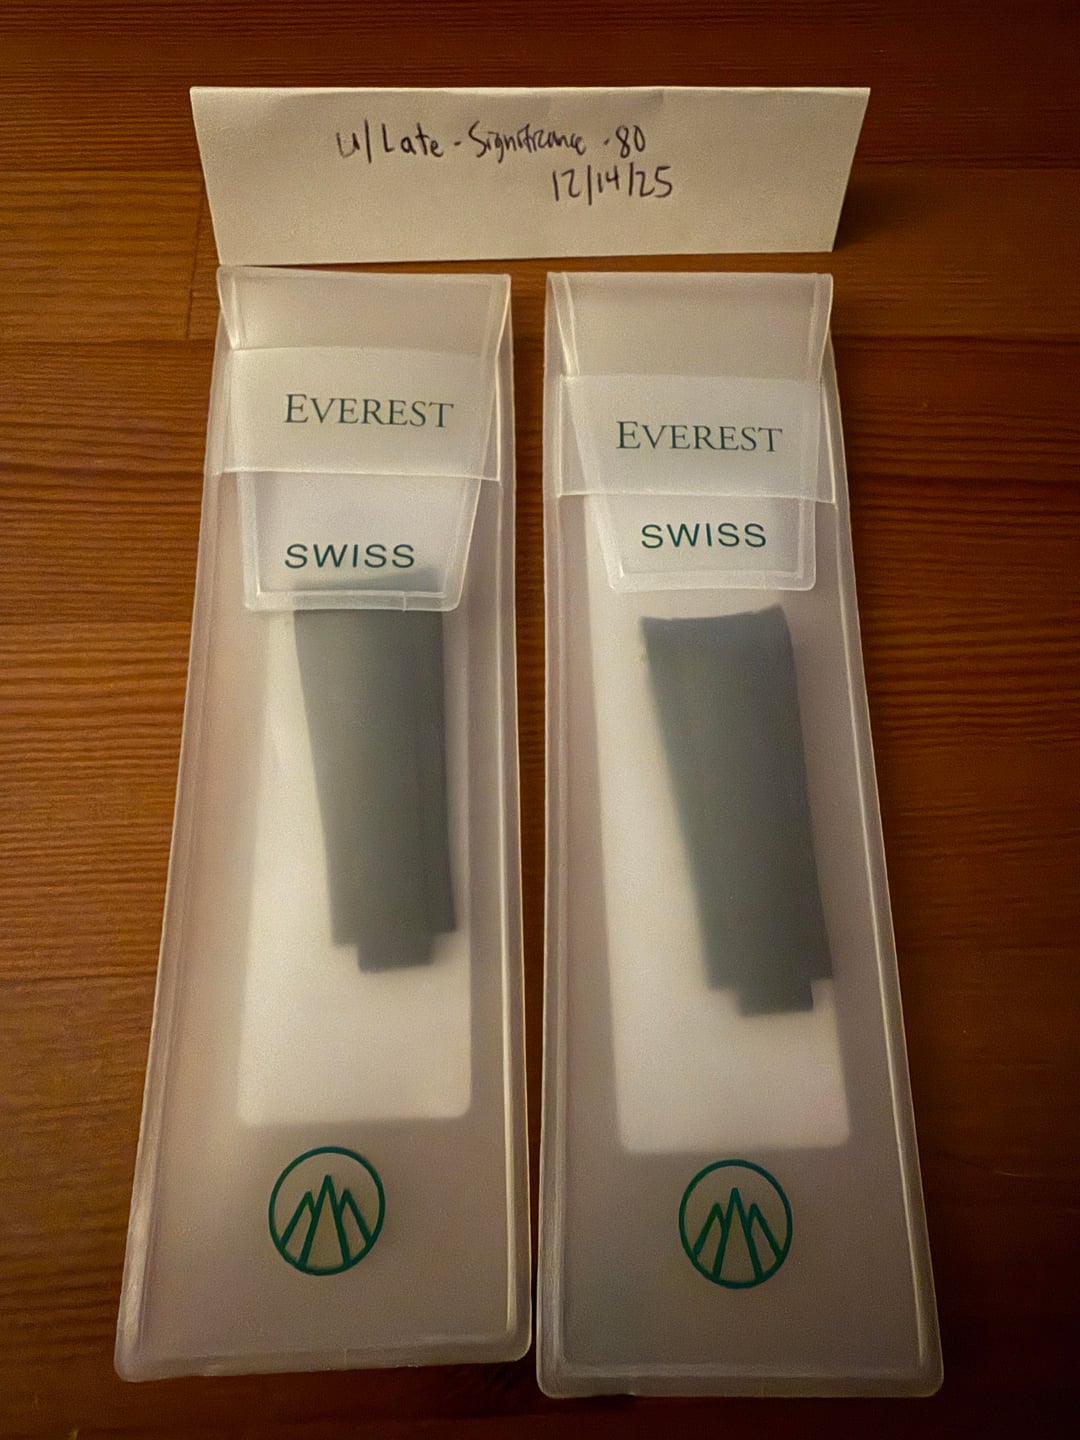 u/Late-Significance-80
12/14/25
EVEREST
SWISS
EVEREST
SWISS